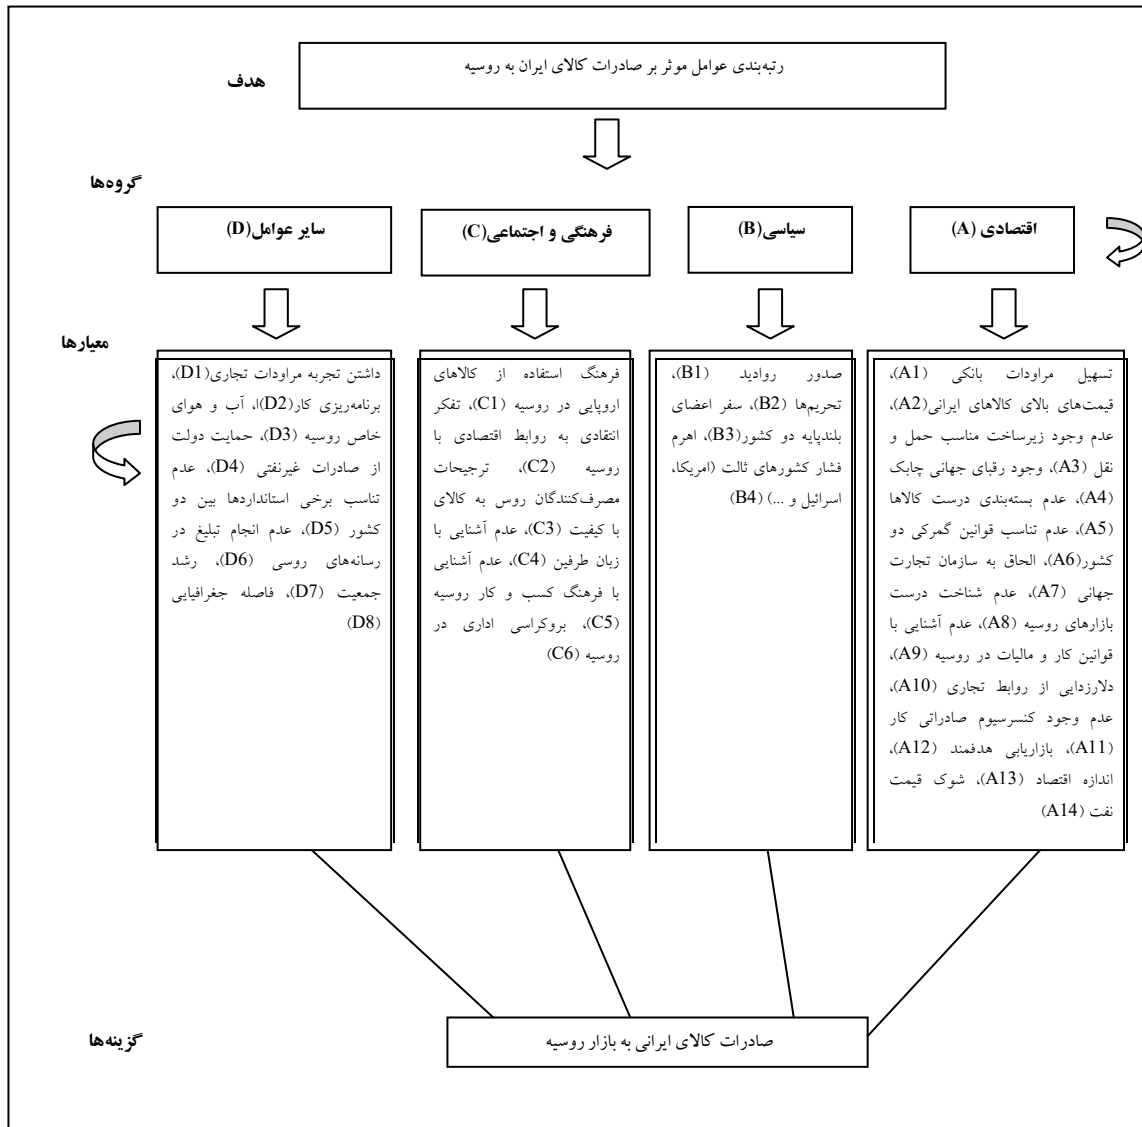 رتبه‌بندی عوامل موثر بر صادرات کالای ایران به روسیه
هدف
گروه‌ها
اقتصادی (A)
سیاسی(B)
فرهنگی و اجتماعی(C)
سایر عوامل(D)
معیارها
تسهیل مراودات بانکی (A1)،
قیمت‌های بالای کالاهای ایرانی(A2)،
عدم وجود زیرساخت مناسب حمل و
نقل (A3)، وجود رقبای جهانی چابک
(A4)، عدم بسته‌بندی درست کالاها
(A5)، عدم تناسب قوانین گمرکی دو
کشور(A6)، الحاق به سازمان تجارت
جهانی (A7)، عدم شناخت درست
بازارهای روسیه (A8)، عدم آشنایی با
قوانین کار و مالیات در روسیه (A9)،
دلارزدایی از روابط تجاری (A10)،
عدم وجود کنسرسیوم صادراتی کار
(A11)، بازاریابی هدفمند (A12)،
اندازه اقتصاد (A13)، شوک قیمت
نفت (A14)
صدور روادید (B1)،
تحریم‌ها (B2)، سفر اعضای
بلندپایه دو کشور(B3)، اهرم
فشار کشورهای ثالث (امریکا،
اسرائیل و ...) (B4)
فرهنگ استفاده از کالاهای
اروپایی در روسیه (C1)، تفکر
انتقادی به روابط اقتصادی با
روسیه (C2)، ترجیحات
مصرف‌کنندگان روس به کالای
با کیفیت (C3)، عدم آشنایی با
زبان طرفین (C4)، عدم آشنایی
با فرهنگ کسب و کار روسیه
(C5)، بروکراسی اداری در
روسیه (C6)
داشتن تجربه مراودات تجاری(D1)،
برنامه‌ریزی کار(D2)ا، آب و هوای
خاص روسیه (D3)، حمایت دولت
از صادرات غیرنفتی (D4)، عدم
تناسب برخی استانداردها بین دو
کشور (D5)، عدم انجام تبلیغ در
رسانه‌های روسی (D6)، رشد
جمعیت (D7)، فاصله جغرافیایی
(D8)
صادرات کالای ایرانی به بازار روسیه
گزینه‌ها